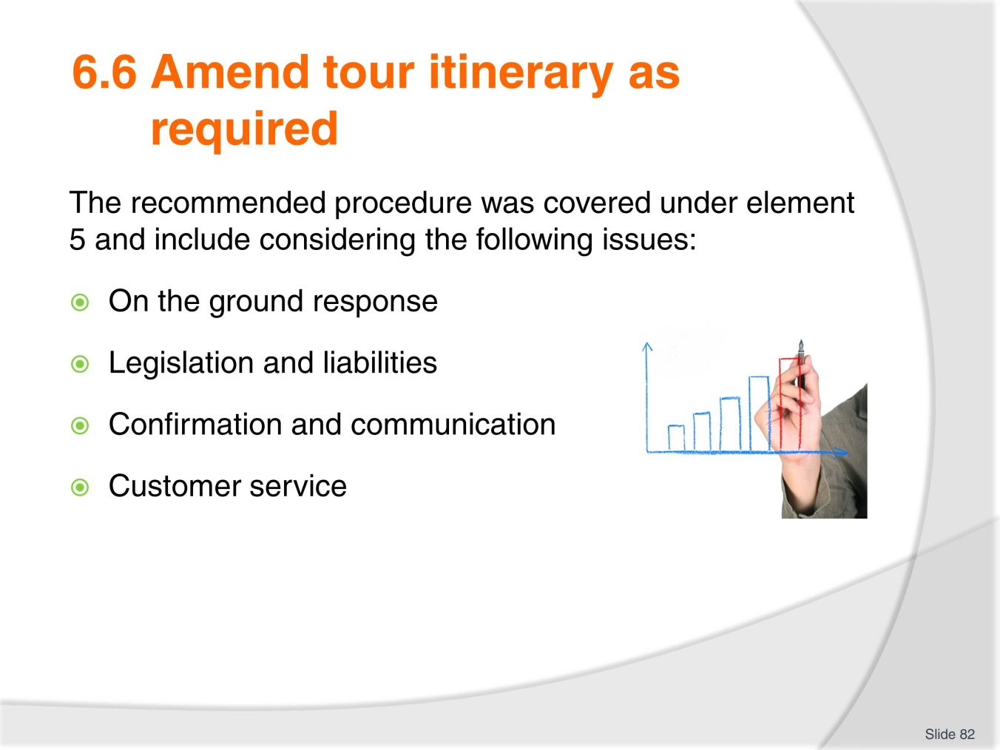 6.6 Amend tour itinerary as
required
The recommended procedure was covered under element
5 and include considering the following issues:
On the ground response
Legislation and liabilities
Confirmation and communication
Customer service
Slide 82